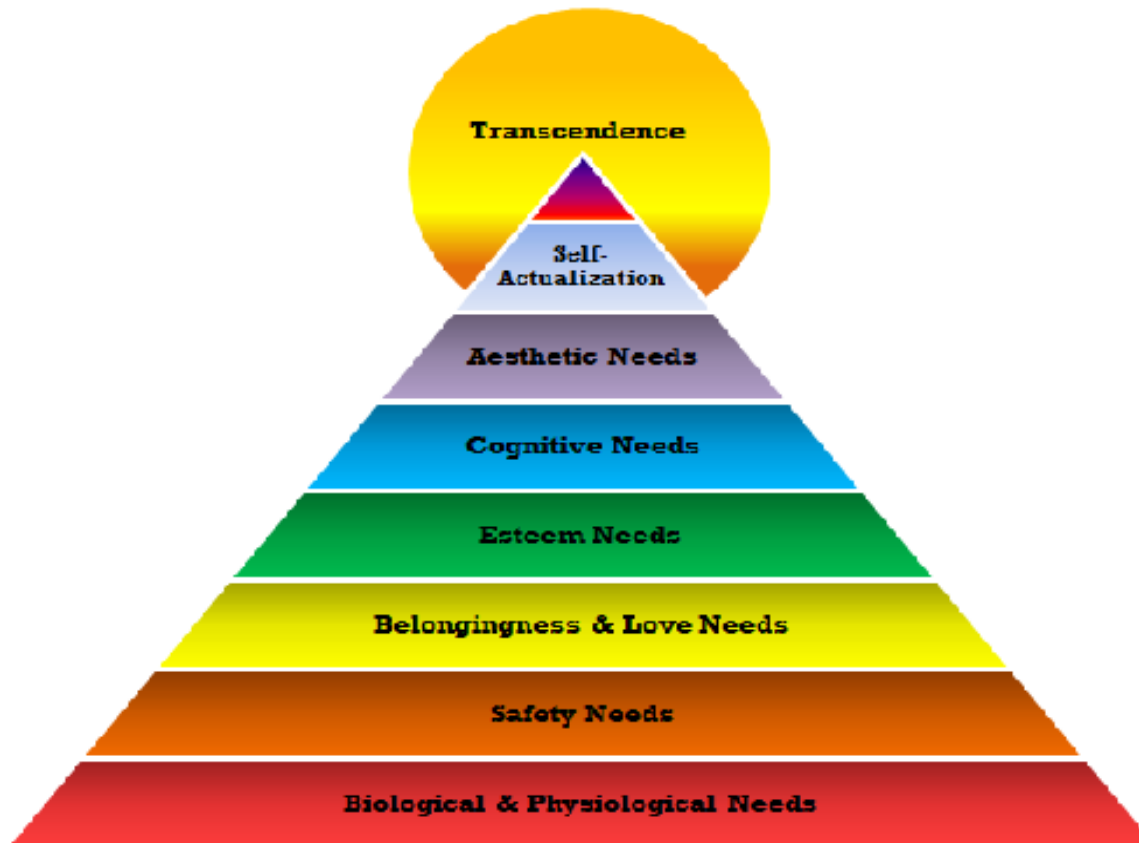 Transcendence
Self-
Actualization
Aesthetic Needs
Cognitive Needs
Esteem Needs
Belongingness & Love Needs
Safety Needs
Biological & Physiological Needs